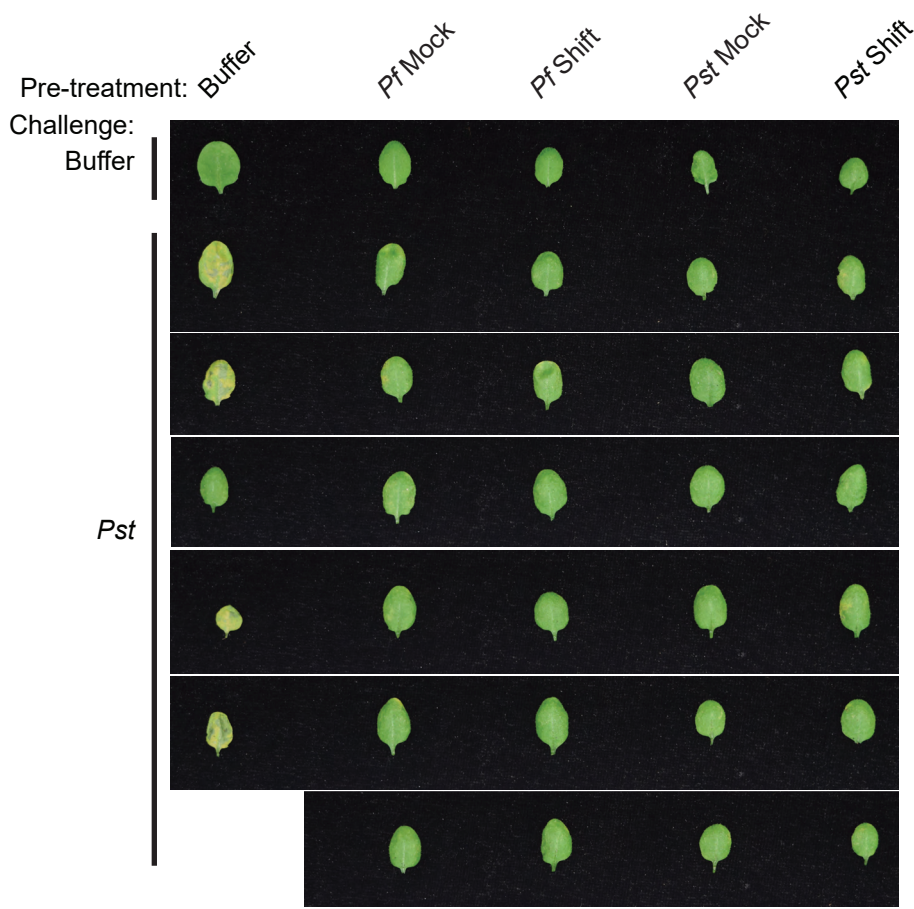 Pre-treatment: Buffer Pf Mock Pf Shift Pst Mock Pst Shift
Challenge:
Buffer
Pst